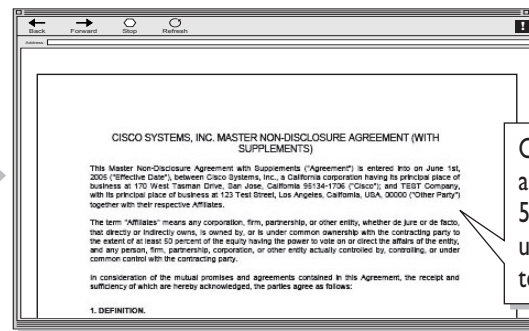 Back Forward Stop Refresh
Address:
!
CISCO SYSTEMS, INC. MASTER NON-DISCLOSURE AGREEMENT (WITH
SUPPLEMENTS)
This Master Non-Disclosure Agreement with Supplements ("Agreement") is entered into on June 1st,
2005 ("Effective Date"), between Cisco Systems, Inc., a California corporation having its principal place of
business at 170 West Tasman Drive, San Jose, California 95134-1706 ("Cisco"); and TEST Company,
with its principal place of business at 123 Test Street, Los Angeles, California, USA, 00000 ("Other Party")
together with their respective Affiliates.
The term "Affiliates" means any corporation, firm, partnership, or other entity, whether de jure or de facto,
that directly or indirectly owns, is owned by, or is under common ownership with the contracting party to
the extent of at least 50 percent of the equity having the power to vote on or direct the affairs of the entity,
and any person, firm, partnership, corporation, or other entity actually controlled by, controlling, or under
common control with the contracting party.
In consideration of the mutual promises and agreements contained in this Agreement, the receipt and
sufficiency of which are hereby acknowledged, the parties agree as follows:
1. DEFINITION.